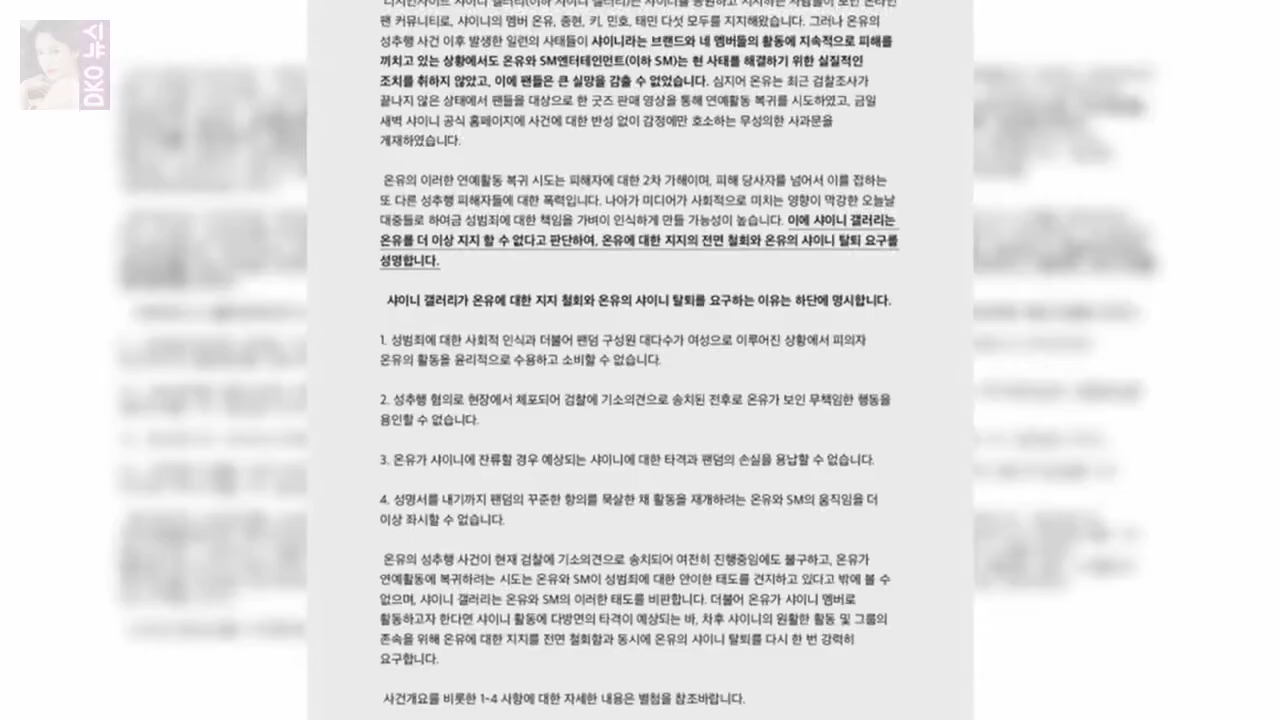 DKO 뉴스
디시인사이드 샤이니 갤러리(이하 샤이니 갤러리)는 샤이니를 응원하고 지지하는 사람들이 모인 온라인
팬 커뮤니티로, 샤이니의 멤버 온유, 종현, 키, 민호, 태민 다섯 모두를 지지해왔습니다. 그러나 온유의
성추행 사건 이후 발생한 일련의 사태들이 샤이니라는 브랜드와 네 멤버들의 활동에 지속적으로 피해를
끼치고 있는 상황에서도 온유와 SM엔터테인먼트(이하 SM)는 현 사태를 해결하기 위한 실질적인
조치를 취하지 않았고, 이에 팬들은 큰 실망을 감출 수 없었습니다. 심지어 온유는 최근 검찰조사가
끝나지 않은 상태에서 팬들을 대상으로 한 굿즈 판매 영상을 통해 연예활동 복귀를 시도하였고, 금일
새벽 샤이니 공식 홈페이지에 사건에 대한 반성 없이 감정에만 호소하는 무성의한 사과문을
게재하였습니다.
온유의 이러한 연예활동 복귀 시도는 피해자에 대한 2차 가해이며, 피해 당사자를 넘어서 이를 접하는
또 다른 성추행 피해자들에 대한 폭력입니다. 나아가 미디어가 사회적으로 미치는 영향이 막강한 오늘날
대중들로 하여금 성범죄에 대한 책임을 가벼이 인식하게 만들 가능성이 높습니다. 이에 샤이니 갤러리는
온유를 더 이상 지지 할 수 없다고 판단하여, 온유에 대한 지지의 전면 철회와 온유의 샤이니 탈퇴 요구를
성명합니다.
샤이니 갤러리가 온유에 대한 지지 철회와 온유의 샤이니 탈퇴를 요구하는 이유는 하단에 명시합니다.
1. 성범죄에 대한 사회적 인식과 더불어 팬덤 구성원 대다수가 여성으로 이루어진 상황에서 피의자
온유의 활동을 윤리적으로 수용하고 소비할 수 없습니다.
2. 성추행 혐의로 현장에서 체포되어 검찰에 기소의견으로 송치된 전후로 온유가 보인 무책임한 행동을
용인할 수 없습니다.
3. 온유가 샤이니에 잔류할 경우 예상되는 샤이니에 대한 타격과 팬덤의 손실을 용납할 수 없습니다.
4. 성명서를 내기까지 팬덤의 꾸준한 항의를 묵살한 채 활동을 재개하려는 온유와 SM의 움직임을 더
이상 좌시할 수 없습니다.
온유의 성추행 사건이 현재 검찰에 기소의견으로 송치되어 여전히 진행중임에도 불구하고, 온유가
연예활동에 복귀하려는 시도는 온유와 SM이 성범죄에 대한 안이한 태도를 견지하고 있다고 밖에 볼 수
없으며, 샤이니 갤러리는 온유와 SM의 이러한 태도를 비판합니다. 더불어 온유가 샤이니 멤버로
활동하고자 한다면 샤이니 활동에 다방면의 타격이 예상되는 바, 차후 샤이니의 원활한 활동 및 그룹의
존속을 위해 온유에 대한 지지를 전면 철회함과 동시에 온유의 샤이니 탈퇴를 다시 한 번 강력히
요구합니다.
사건개요를 비롯한 1-4 사항에 대한 자세한 내용은 별첨을 참조바랍니다.